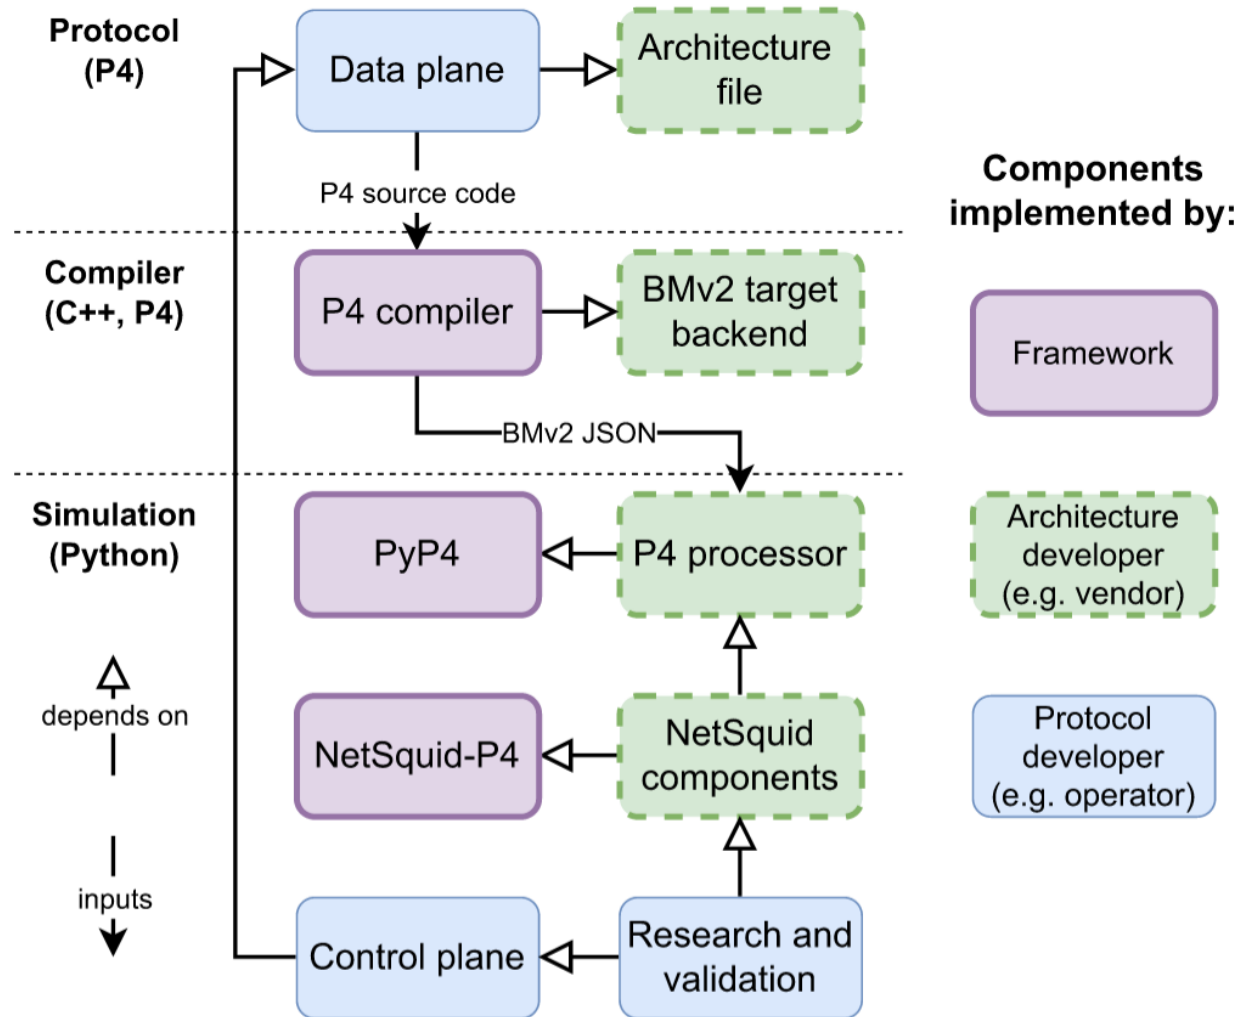 Protocol
(P4)
Data plane
Architecture
file
P4 source code
Components
implemented by:
Compiler
(C++, P4)
P4 compiler
BMv2 target
backend
Framework
BMv2 JSON
Simulation
(Python)
PyP4
P4 processor
Architecture
developer
(e.g. vendor)
depends on
NetSquid-P4
NetSquid
components
Protocol
developer
(e.g. operator)
inputs
Control plane
Research and
validation